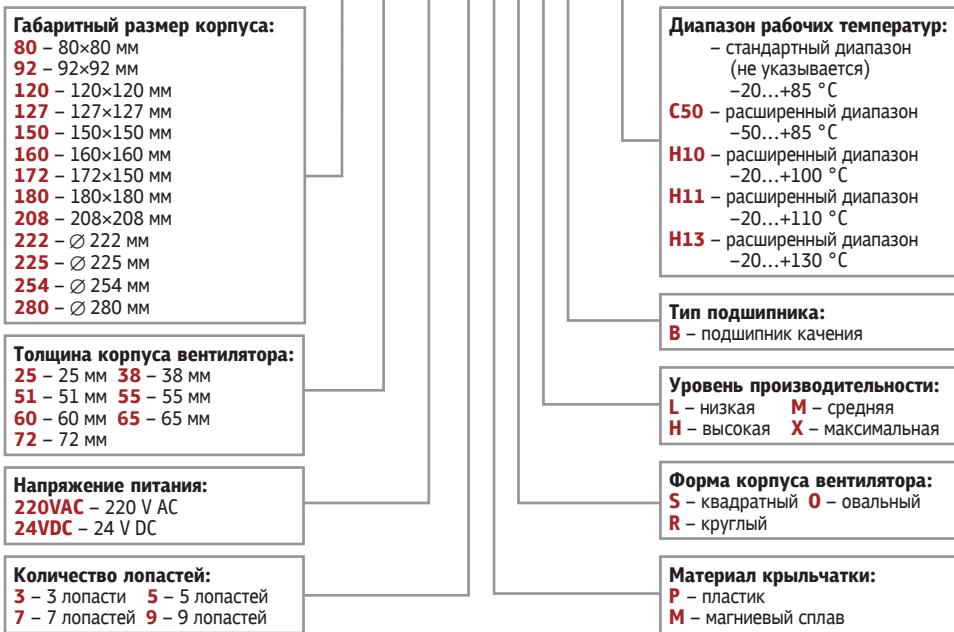 Габаритный размер корпуса:
80 – 80×80 мм
92 – 92×92 мм
120 – 120×120 мм
127 – 127×127 мм
150 – 150×150 мм
160 – 160×160 мм
172 – 172×150 мм
180 – 180×180 мм
208 – 208×208 мм
222 – ∅ 222 мм
225 – ∅ 225 мм
254 – ∅ 254 мм
280 – ∅ 280 мм
Толщина корпуса вентилятора:
25 – 25 мм 38 – 38 мм
51 – 51 мм 55 – 55 мм
60 – 60 мм 65 – 65 мм
72 – 72 мм
Напряжение питания:
220VAC – 220 V AC
24VDC – 24 V DC
Количество лопастей:
3 – 3 лопасти 5 – 5 лопастей
7 – 7 лопастей 9 – 9 лопастей
Диапазон рабочих температур:
– стандартный диапазон
(не указывается)
–20...+85 °C
C50 – расширенный диапазон
–50...+85 °C
H10 – расширенный диапазон
–20...+100 °C
H11 – расширенный диапазон
–20...+110 °C
H13 – расширенный диапазон
–20...+130 °C
Тип подшипника:
B – подшипник качения
Уровень производительности:
L – низкая M – средняя
H – высокая X – максимальная
Форма корпуса вентилятора:
S – квадратный O – овальный
R – круглый
Материал крыльчатки:
P – пластик
M – магниевый сплав